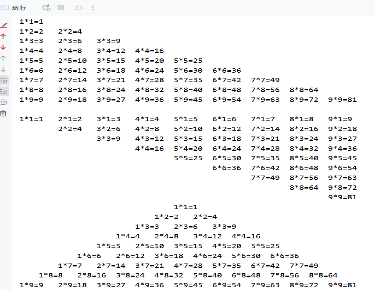 运行
1*1=1
1*2=2 2*2=4
1*3=3 2*3=6 3*3=9
1*4=4 2*4=8 3*4=12 4*4=16
1*5=5 2*5=10 3*5=15 4*5=20 5*5=25
1*6=6 2*6=12 3*6=18 4*6=24 5*6=30 6*6=36
1*7=7 2*7=14 3*7=21 4*7=28 5*7=35 6*7=42 7*7=49
1*8=8 2*8=16 3*8=24 4*8=32 5*8=40 6*8=48 7*8=56 8*8=64
1*9=9 2*9=18 3*9=27 4*9=36 5*9=45 6*9=54 7*9=63 8*9=72 9*9=81
1*1=1 2*1=2 3*1=3 4*1=4 5*1=5 6*1=6 7*1=7 8*1=8 9*1=9
2*2=4 3*2=6 4*2=8 5*2=10 6*2=12 7*2=14 8*2=16 9*2=18
3*3=9 4*3=12 5*3=15 6*3=18 7*3=21 8*3=24 9*3=27
4*4=16 5*4=20 6*4=24 7*4=28 8*4=32 9*4=36
5*5=25 6*5=30 7*5=35 8*5=40 9*5=45
6*6=36 7*6=42 8*6=48 9*6=54
7*7=49 8*7=56 9*7=63
8*8=64 9*8=72
9*9=81
1*1=1
1*2=2 2*2=4
1*3=3 2*3=6 3*3=9
1*4=4 2*4=8 3*4=12 4*4=16
1*5=5 2*5=10 3*5=15 4*5=20 5*5=25
1*6=6 2*6=12 3*6=18 4*6=24 5*6=30 6*6=36
1*7=7 2*7=14 3*7=21 4*7=28 5*7=35 6*7=42 7*7=49
1*8=8 2*8=16 3*8=24 4*8=32 5*8=40 6*8=48 7*8=56 8*8=64
1*9=9 2*9=18 3*9=27 4*9=36 5*9=45 6*9=54 7*9=63 8*9=72 9*9=81